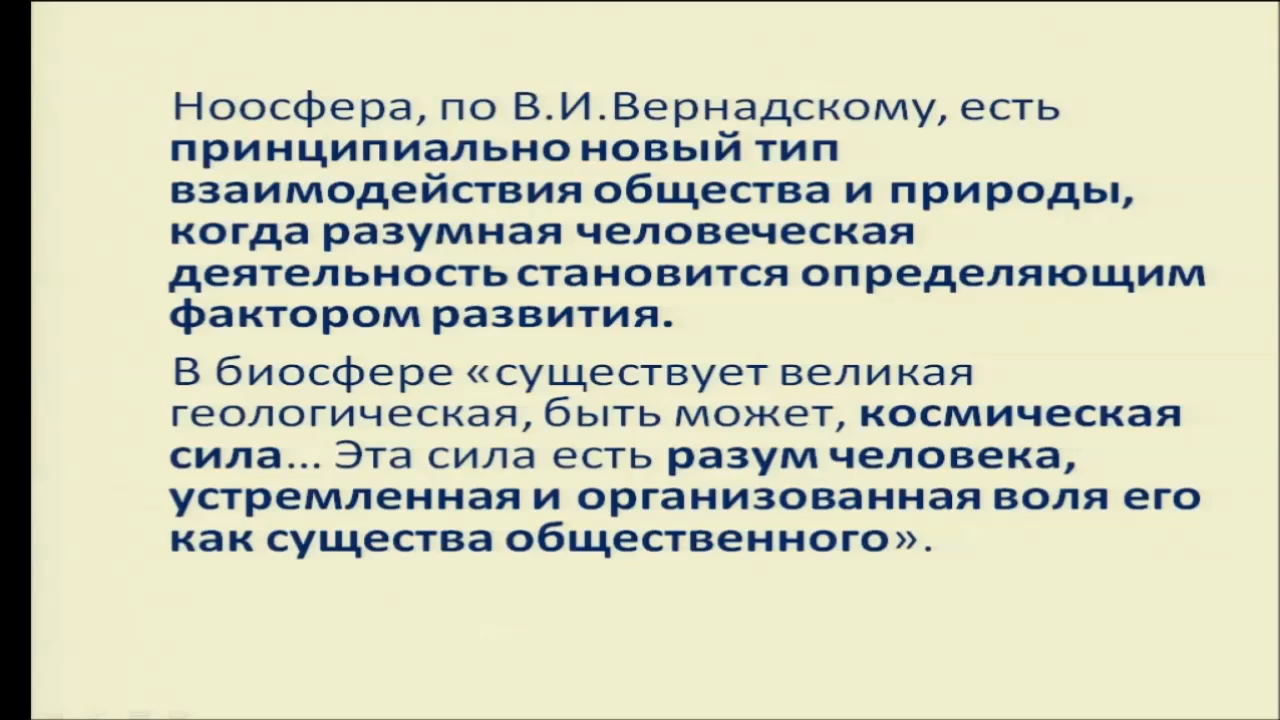 Ноосфера, по В.И.Вернадскому, есть
принципиально новый тип
взаимодействия общества и природы,
когда разумная человеческая
деятельность становится определяющим
фактором развития.
В биосфере «существует великая
геологическая, быть может, космическая
сила... Эта сила есть разум человека,
устремленная и организованная воля его
как существа общественного».